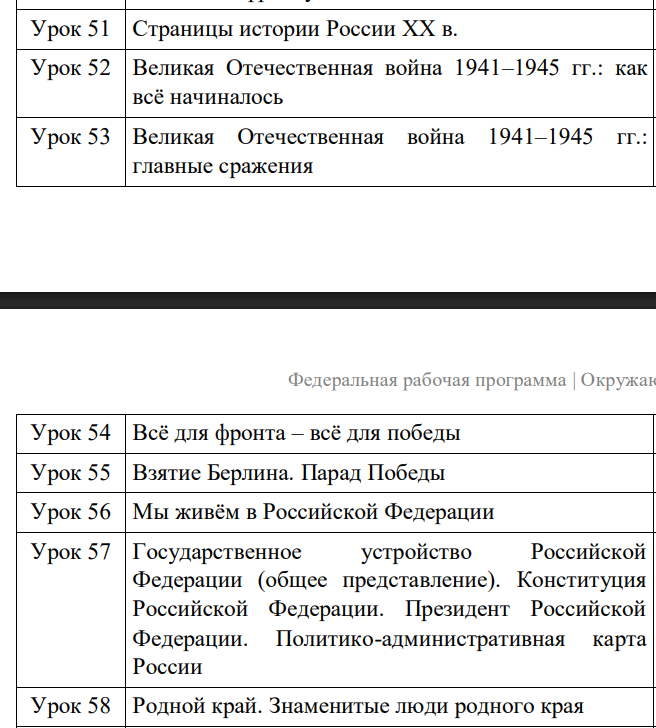 Урок 51 Страницы истории России XX в.
Урок 52 Великая Отечественная война 1941–1945 гг.: как
всё начиналось
Урок 53 Великая Отечественная война 1941–1945 гг.:
главные сражения
Федеральная рабочая программа | Окружаю
Урок 54 Всё для фронта – всё для победы
Урок 55 Взятие Берлина. Парад Победы
Урок 56 Мы живём в Российской Федерации
Урок 57 Государственное устройство Российской
Федерации (общее представление). Конституция
Российской Федерации. Президент Российской
Федерации. Политико-административная карта
России
Урок 58 Родной край. Знаменитые люди родного края